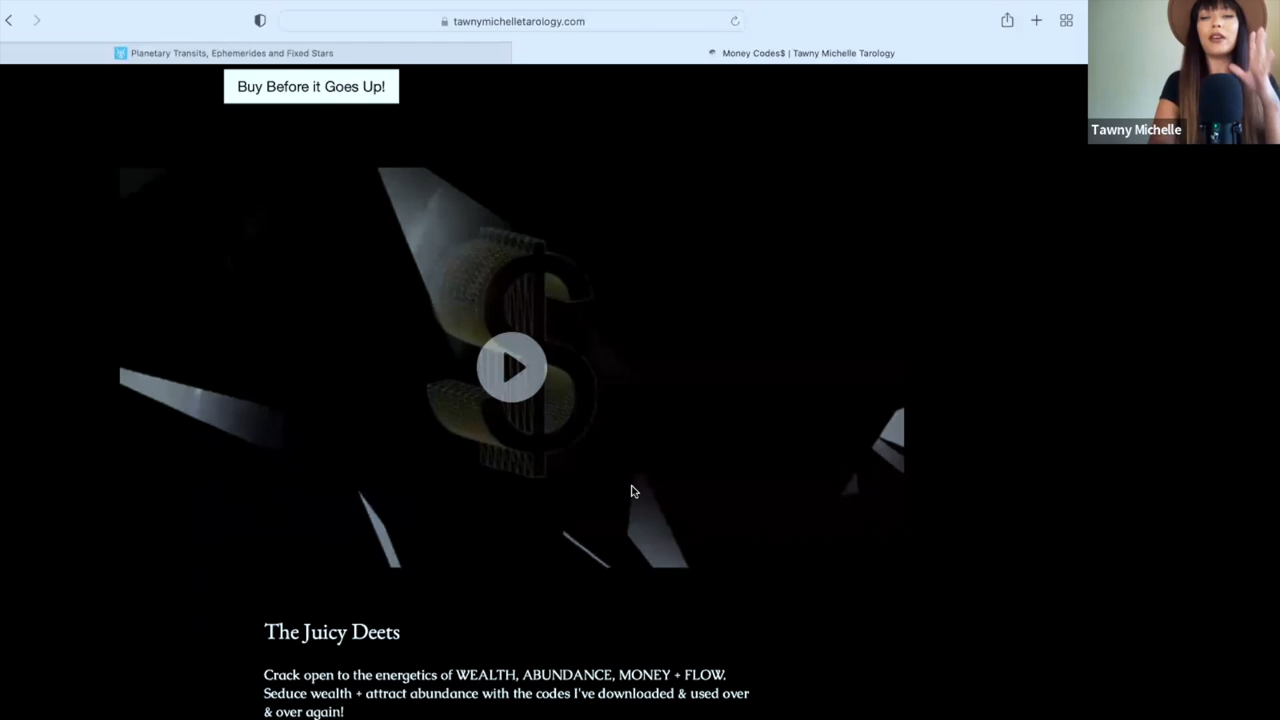 tawnymichelletarology.com
Planetary Transits, Ephemerides and Fixed Stars
Money Codes$ | Tawny Michelle Tarology
Tawny Michelle
Buy Before it Goes Up!
The Juicy Deets
Crack open to the energetics of WEALTH, ABUNDANCE, MONEY + FLOW.
Seduce wealth + attract abundance with the codes I've downloaded & used over
& over again!